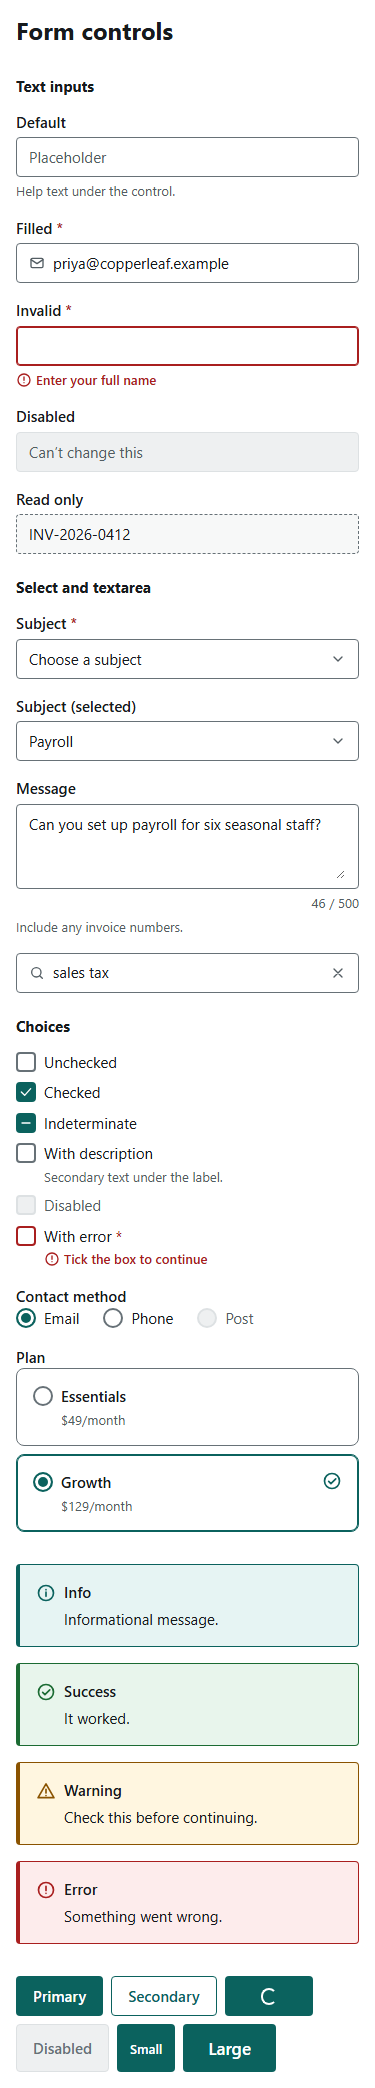 Form controls
Text inputs
Default
Placeholder
Help text under the control.
Filled *
priya@copperleaf.example
Invalid *
Enter your full name
Disabled
Can't change this
Read only
INV-2026-0412
Select and textarea
Subject *
Choose a subject
Subject (selected)
Payroll
Message
Can you set up payroll for six seasonal staff?
46 / 500
Include any invoice numbers.
sales tax
Choices
Unchecked
Checked
Indeterminate
With description
Secondary text under the label.
Disabled
With error *
Tick the box to continue
Contact method
Email Phone Post
Plan
Essentials
$49/month
Growth
$129/month
Info
Informational message.
Success
It worked.
Warning
Check this before continuing.
Error
Something went wrong.
Primary Secondary
Disabled Small Large